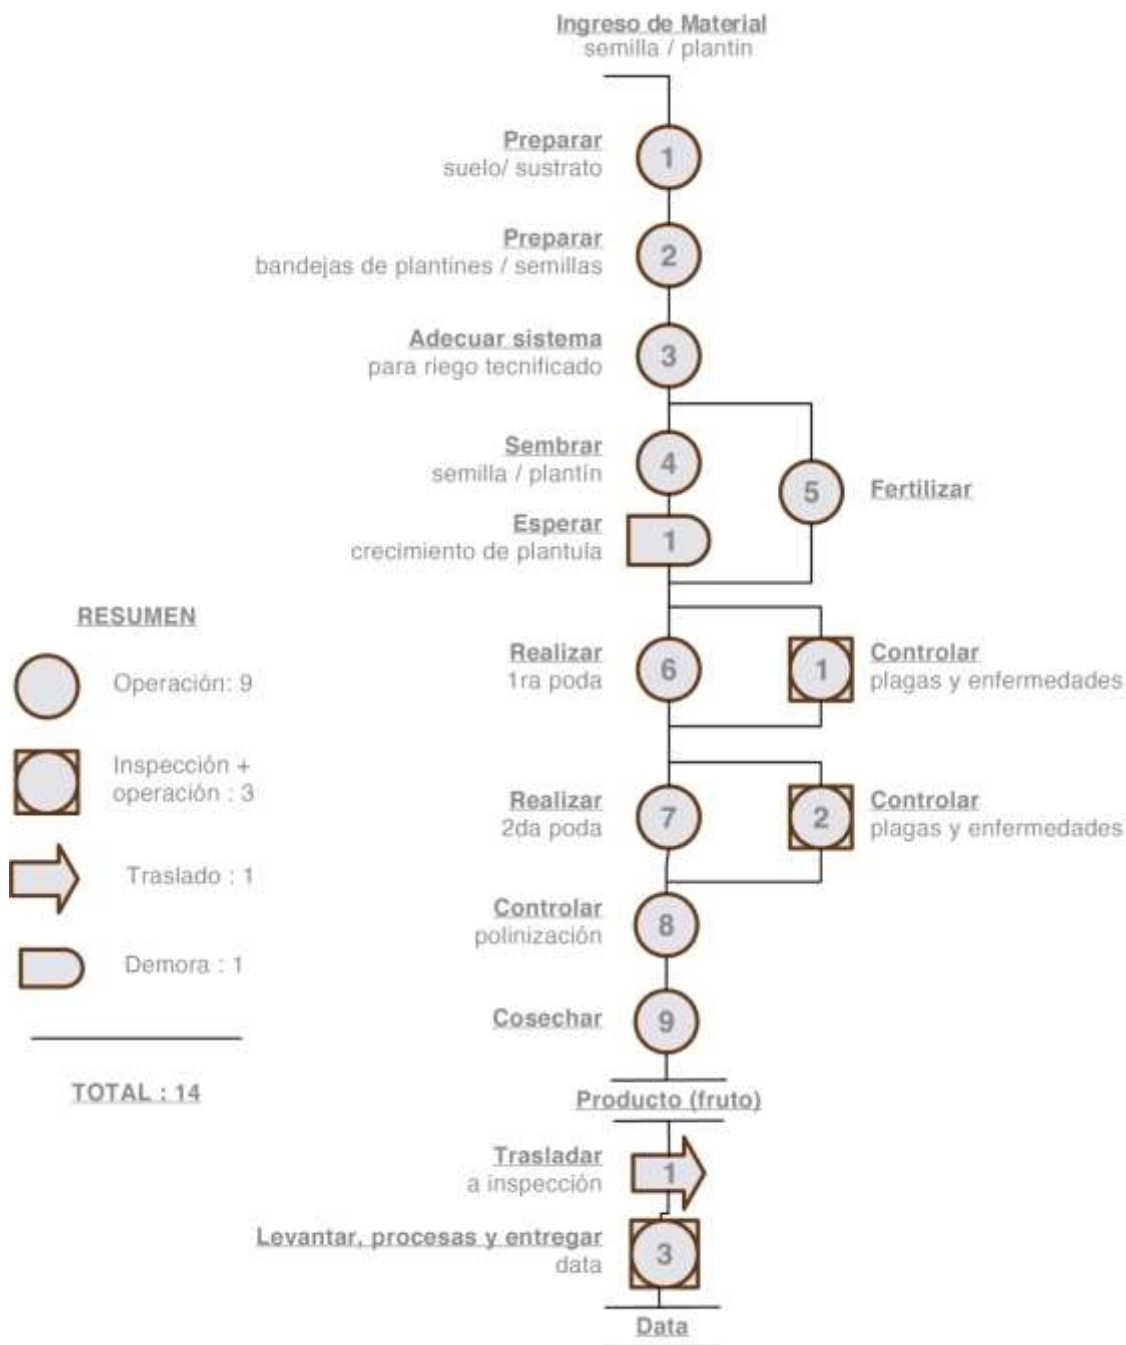 Ingreso de Material
semilla / plantin
Preparar
suelo/ sustrato
1
Preparar
bandejas de plantines / semillas
2
Adecuar sistema
para riego tecnificado
3
Sembrar
semilla / plantín
4
5
Fertilizar
Esperar
crecimiento de plantula
1
RESUMEN
Operación: 9
Inspección +
operación : 3
Traslado : 1
Demora : 1
TOTAL : 14
Realizar
1ra poda
6
1
Controlar
plagas y enfermedades
Realizar
2da poda
7
2
Controlar
plagas y enfermedades
Controlar
polinización
8
Cosechar
9
Producto (fruto)
Trasladar
a inspección
1
Levantar, procesas y entregar
data
3
Data